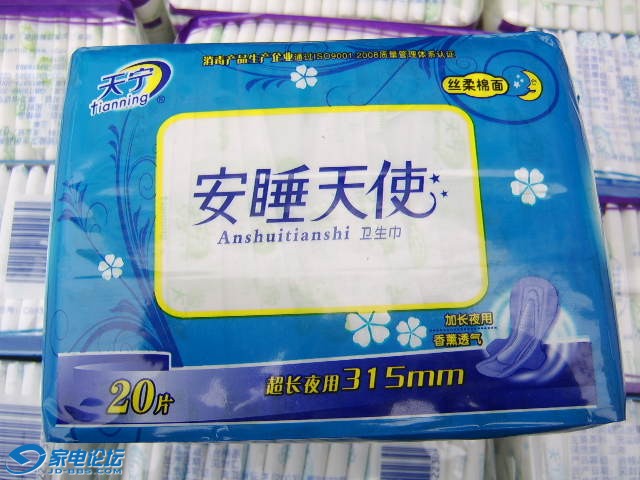 消毒产品生产企业通过ISO9001-2008质量管理体系认证
天宁
tianning®
丝柔棉面
安睡天使
Anshuitianshi 卫生巾
加长夜用
香薰透气
超长夜用315mm
20片
家电论坛
JD-BBS.COM